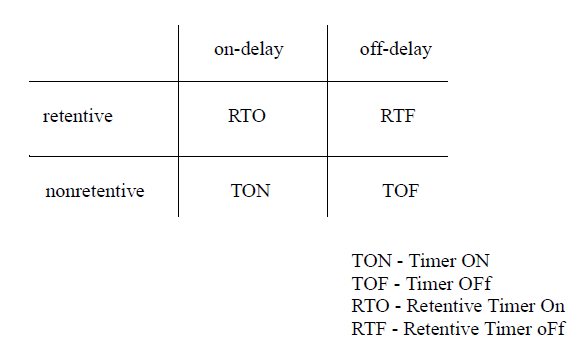 on-delay off-delay
retentive RTO RTF
nonretentive TON TOF
TON - Timer ON
TOF - Timer OFf
RTO - Retentive Timer On
RTF - Retentive Timer oFf